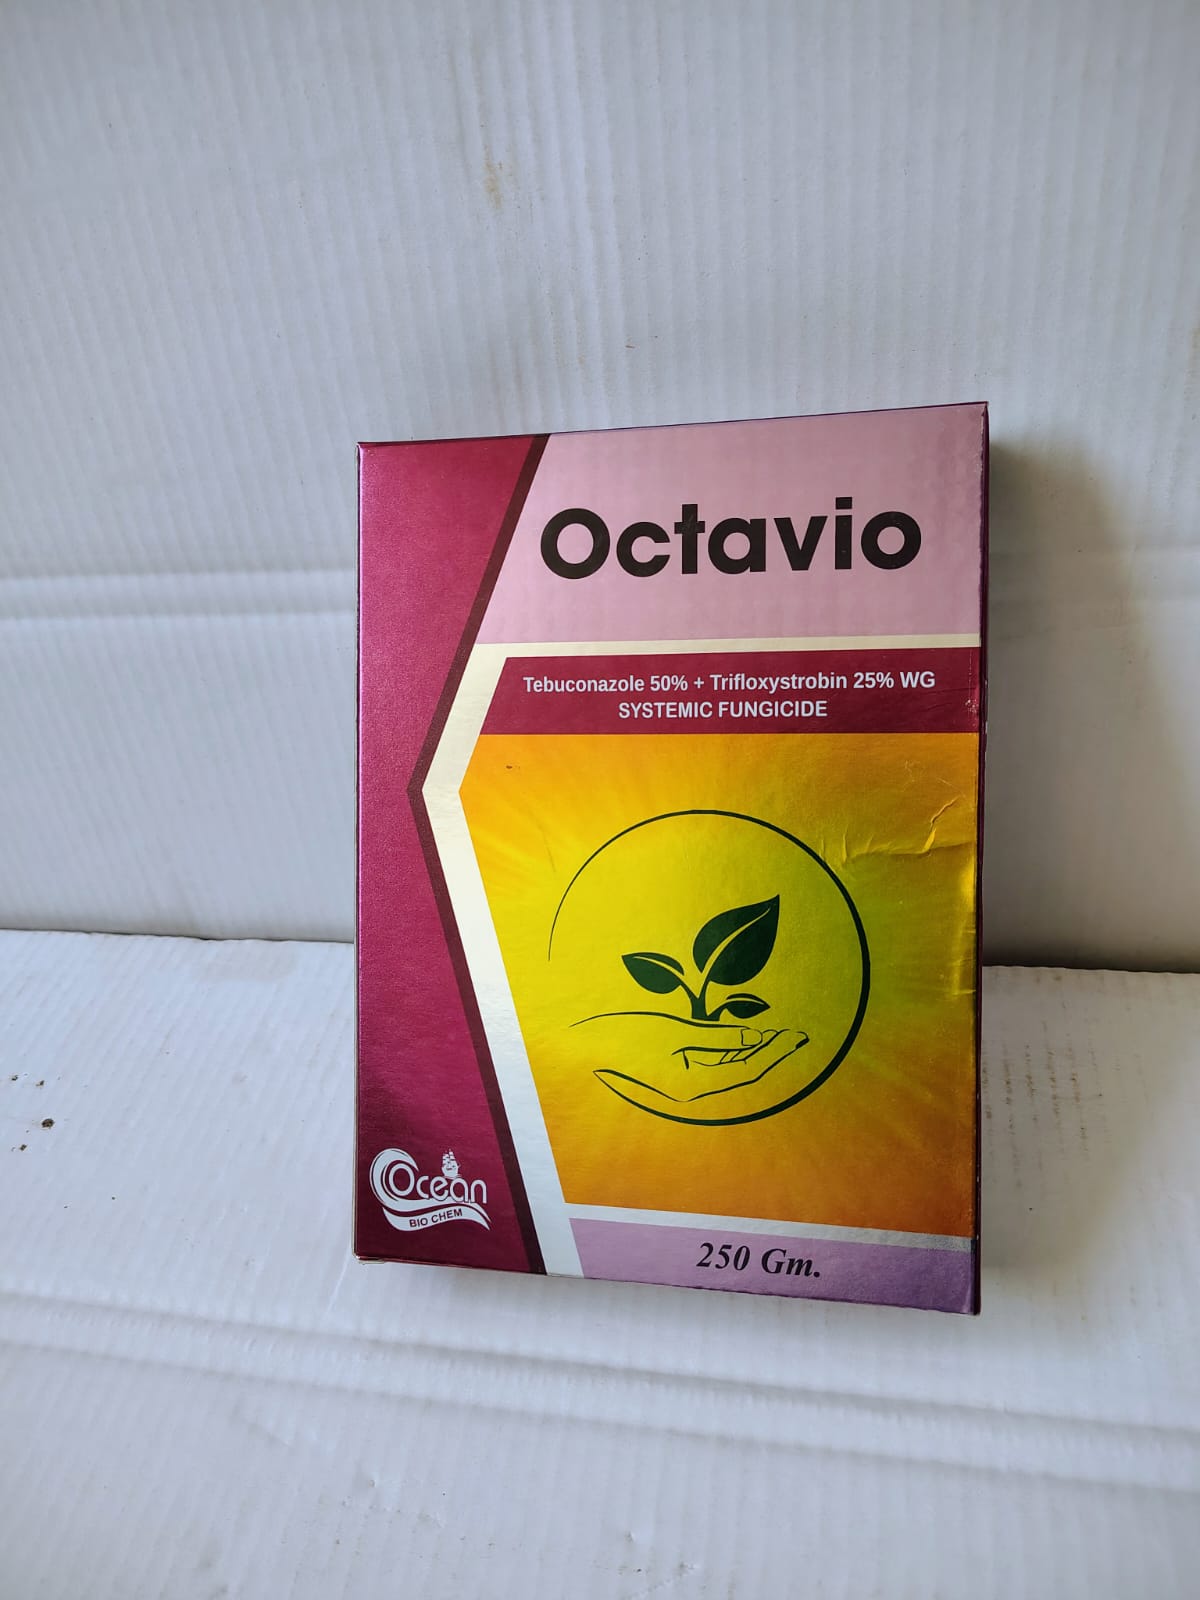 Octavio
Tebuconazole 50% + Trifloxystrobin 25% WG
SYSTEMIC FUNGICIDE
Ocean
BIO CHEM
250 Gm.